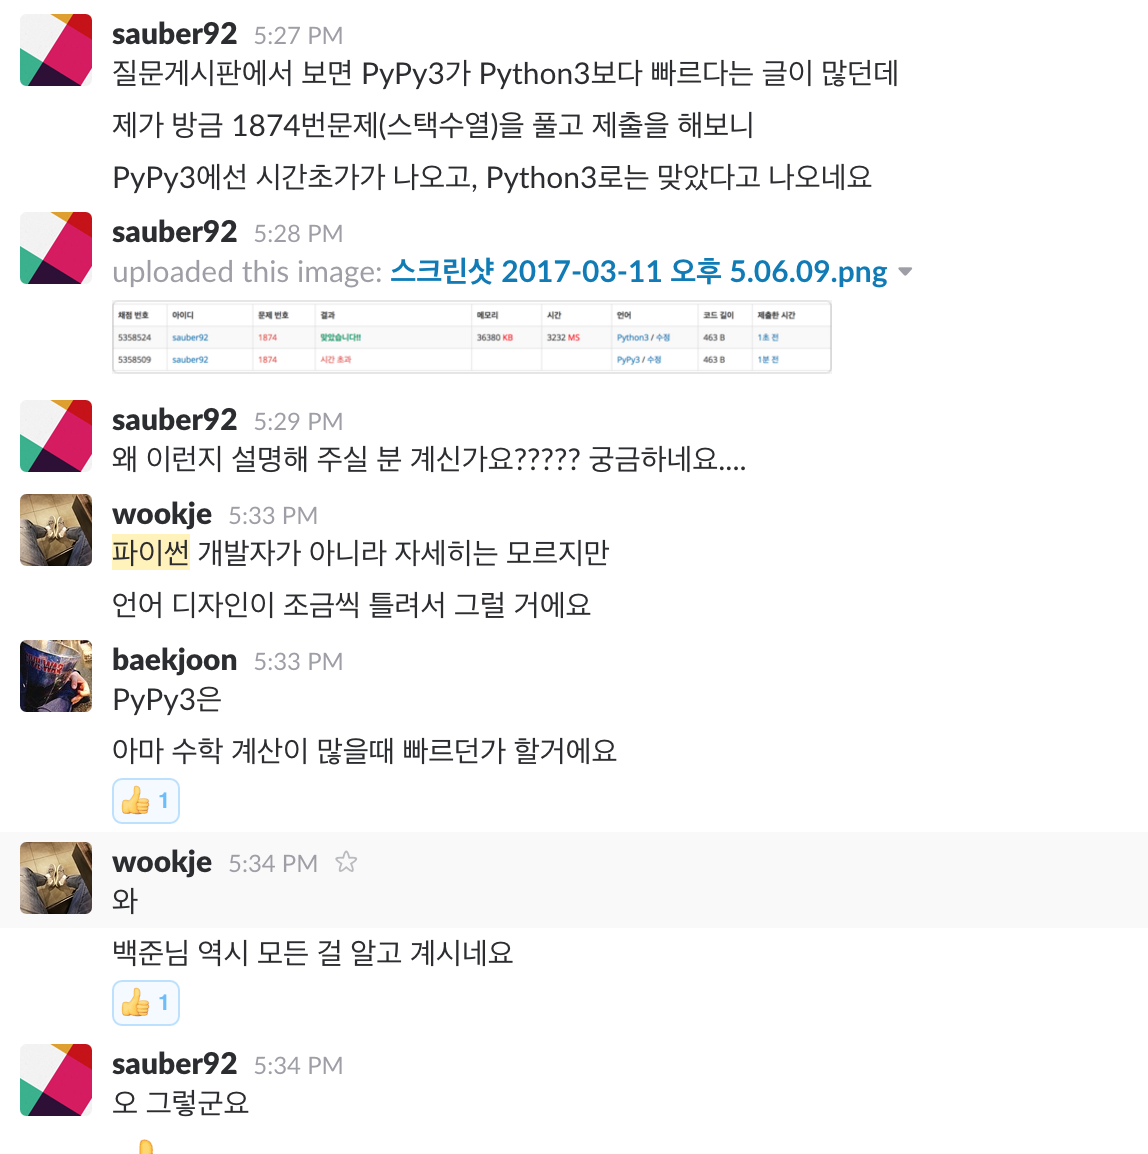 sauber92 5:27 PM
질문게시판에서 보면 PyPy3가 Python3보다 빠르다는 글이 많던데
제가 방금 1874번문제(스택수열)을 풀고 제출을 해보니
PyPy3에선 시간초가가 나오고, Python3로는 맞았다고 나오네요
sauber92 5:28 PM
uploaded this image: 스크린샷 2017-03-11 오후 5.06.09.png
채점 번호 아이디 문제 번호 결과 메모리 시간 언어 코드 길이 제출한 시간
5358524 sauber92 1874 맞았습니다!! 36380 KB 3232 MS Python3 / 수정 463 B 1초 전
5358509 sauber92 1874 시간 초과 PyPy3 / 수정 463 B 1분 전
sauber92 5:29 PM
왜 이런지 설명해 주실 분 계신가요????? 궁금하네요....
wookje 5:33 PM
파이썬 개발자가 아니라 자세히는 모르지만
언어 디자인이 조금씩 틀려서 그럴 거에요
baekjoon 5:33 PM
PyPy3은
아마 수학 계산이 많을때 빠르던가 할거에요
1
wookje 5:34 PM
와
백준님 역시 모든 걸 알고 계시네요
1
sauber92 5:34 PM
오 그렇군요